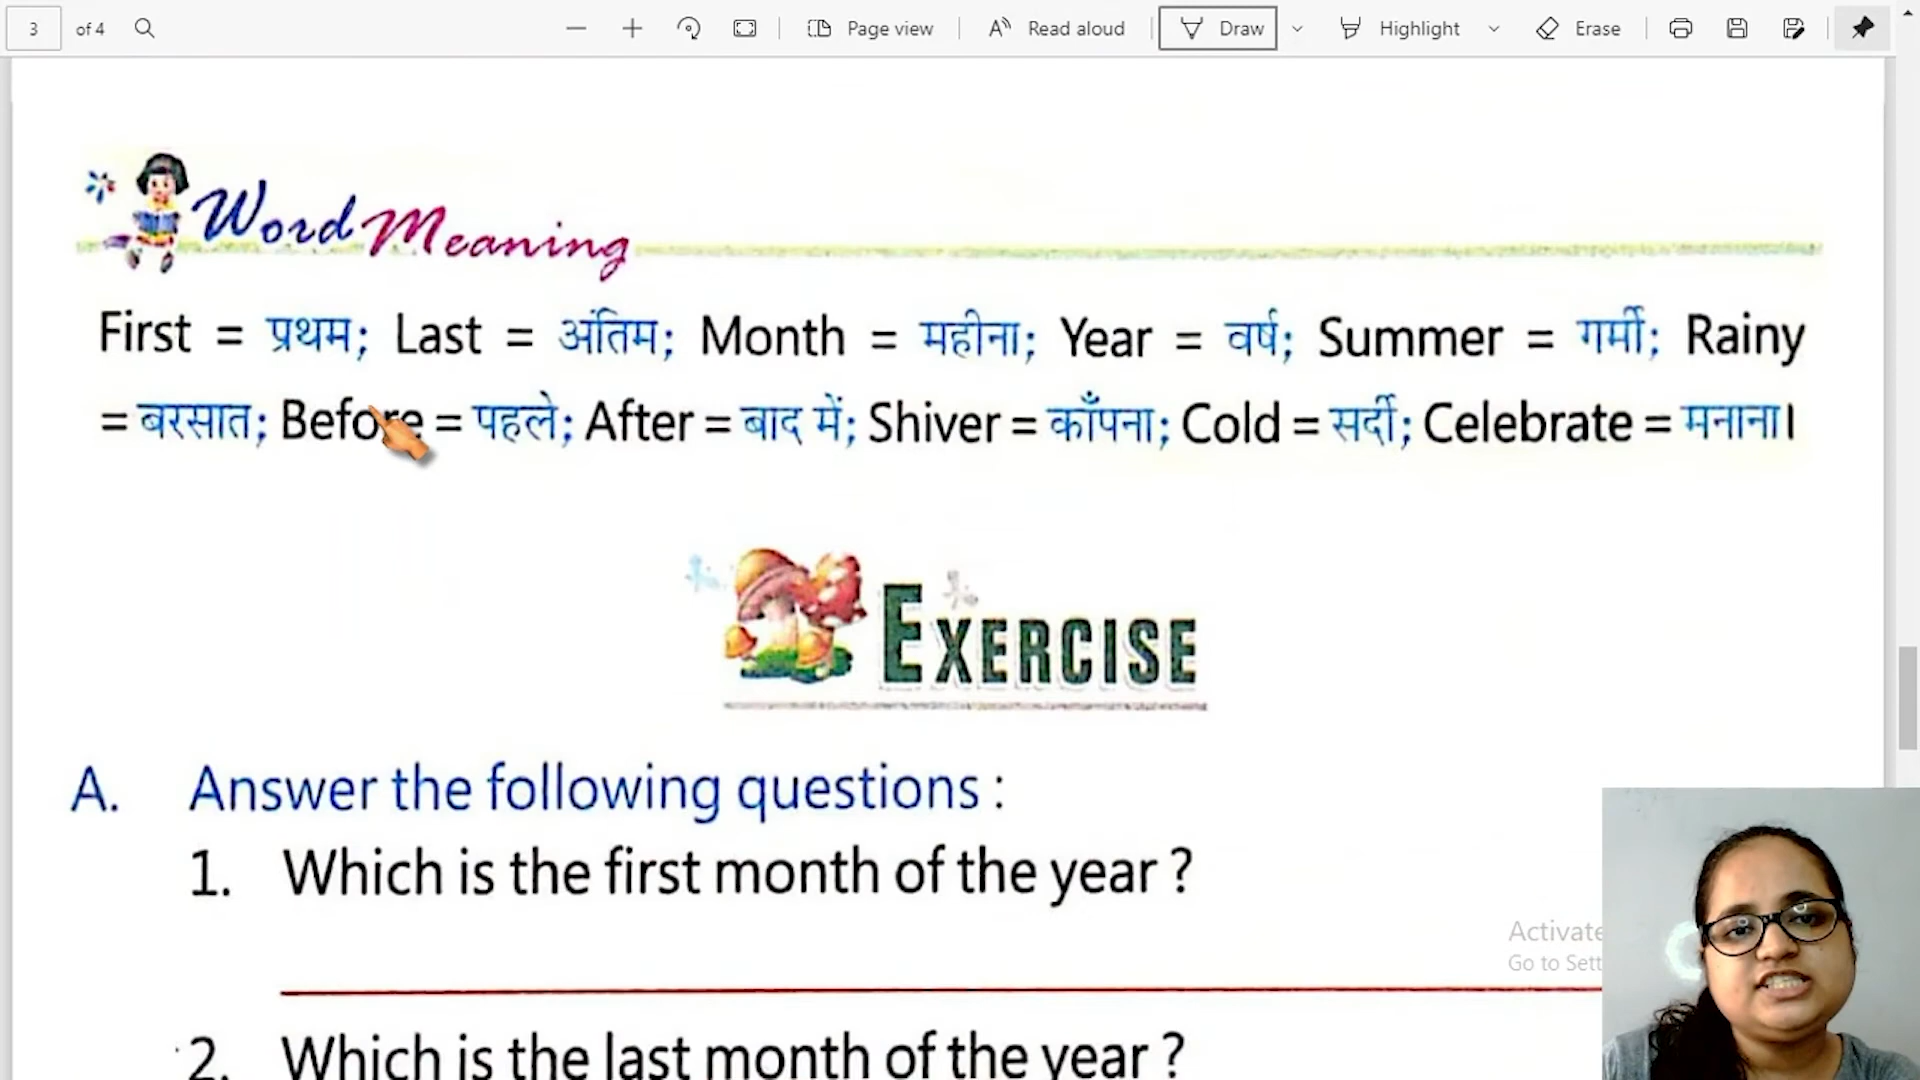 3 of 4 Page view Read aloud Draw Highlight Erase
Word Meaning
First = प्रथम; Last = अंतिम; Month = महीना; Year = वर्ष; Summer = गर्मी; Rainy
= बरसात; Before = पहले; After = बाद में; Shiver = काँपना; Cold = सर्दी; Celebrate = मनाना।
EXERCISE
A. Answer the following questions :
1. Which is the first month of the year ?
Activate
Go to Sett
2. Which is the last month of the year ?